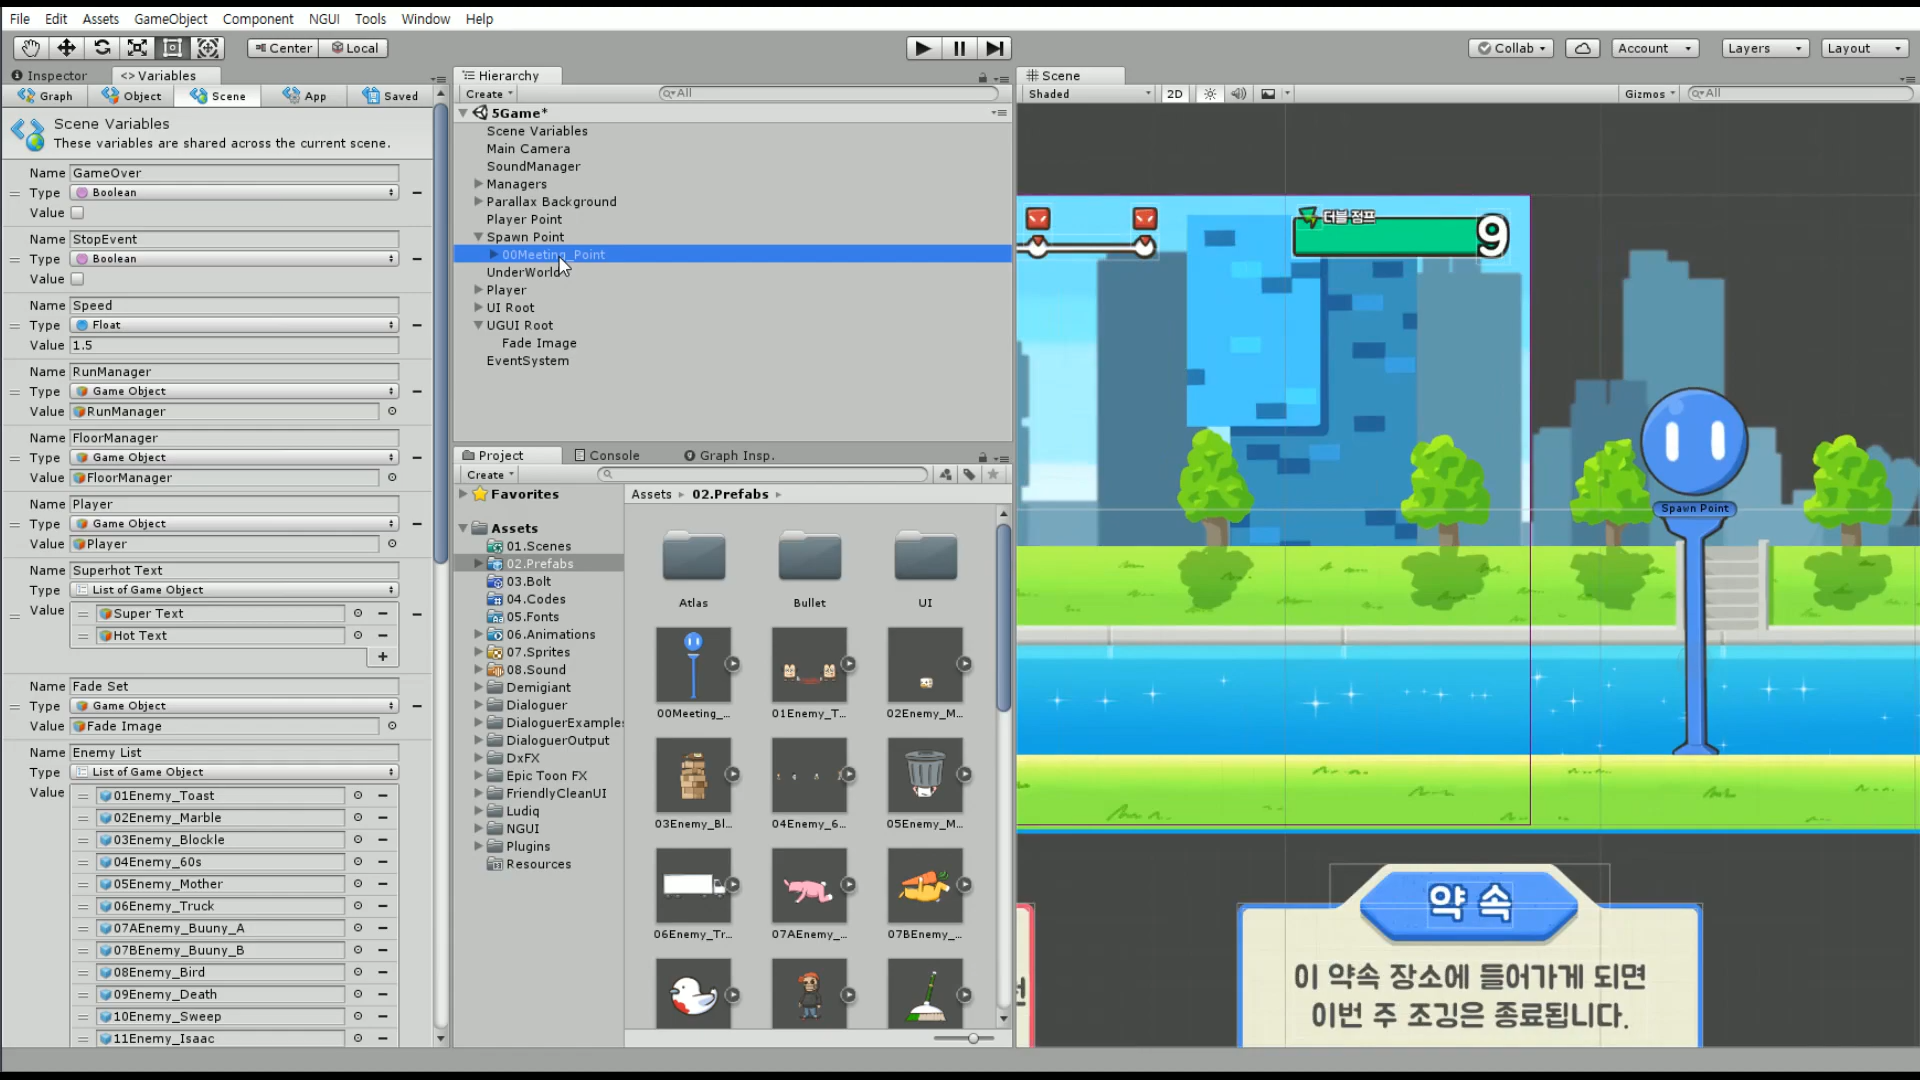 File Edit Assets GameObject Component NGUI Tools Window Help
Center Local Collab Account Layers Layout
Inspector <> Variables
Graph Object Scene App Saved
Scene Variables
These variables are shared across the current scene.
Name GameOver
Type Boolean
Value
Name StopEvent
Type Boolean
Value
Name Speed
Type Float
Value 1.5
Name RunManager
Type Game Object
Value RunManager
Name FloorManager
Type Game Object
Value FloorManager
Name Player
Type Game Object
Value Player
Name Superhot Text
Type List of Game Object
Value Super Text
Hot Text
Name Fade Set
Type Game Object
Value Fade Image
Name Enemy List
Type List of Game Object
Value 01Enemy_Toast
02Enemy_Marble
03Enemy_Blockle
04Enemy_60s
05Enemy_Mother
06Enemy_Truck
07AEnemy_Buuny_A
07BEnemy_Buuny_B
08Enemy_Bird
09Enemy_Death
10Enemy_Sweep
11Enemy_Isaac
Hierarchy
Create All
5Game*
Scene Variables
Main Camera
SoundManager
Managers
Parallax Background
Player Point
Spawn Point
00Meeting_Point
UnderWorld
Player
UI Root
UGUI Root
Fade Image
EventSystem
Project Console Graph Insp.
Create
Favorites
Assets
01.Scenes
02.Prefabs
03.Bolt
04.Codes
05.Fonts
06.Animations
07.Sprites
08.Sound
Demigiant
Dialoguer
DialoguerExamples
DialoguerOutput
DxFX
Epic Toon FX
FriendlyCleanUI
Ludiq
NGUI
Plugins
Resources
Assets 02.Prefabs
Atlas Bullet UI
00Meeting_... 01Enemy_T... 02Enemy_M...
03Enemy_Bl... 04Enemy_6... 05Enemy_M...
06Enemy_Tr... 07AEnemy_... 07BEnemy_...
Scene
Shaded 2D Gizmos All
더블 점프
9
Spawn Point
약 속
이 약속 장소에 들어가게 되면
이번 주 조깅은 종료됩니다.